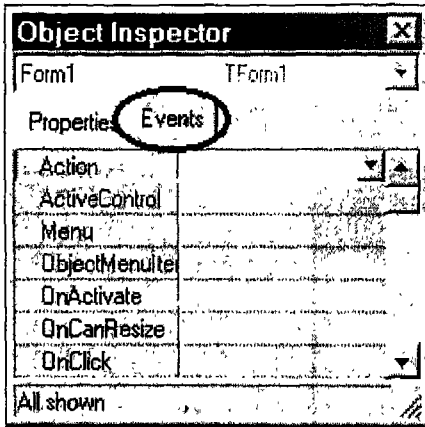 Object Inspector
Form1 TForm1
Properties Events
Action
ActiveControl
Menu
ObjectMenuIte
OnActivate
OnCanResize
OnClick
All shown